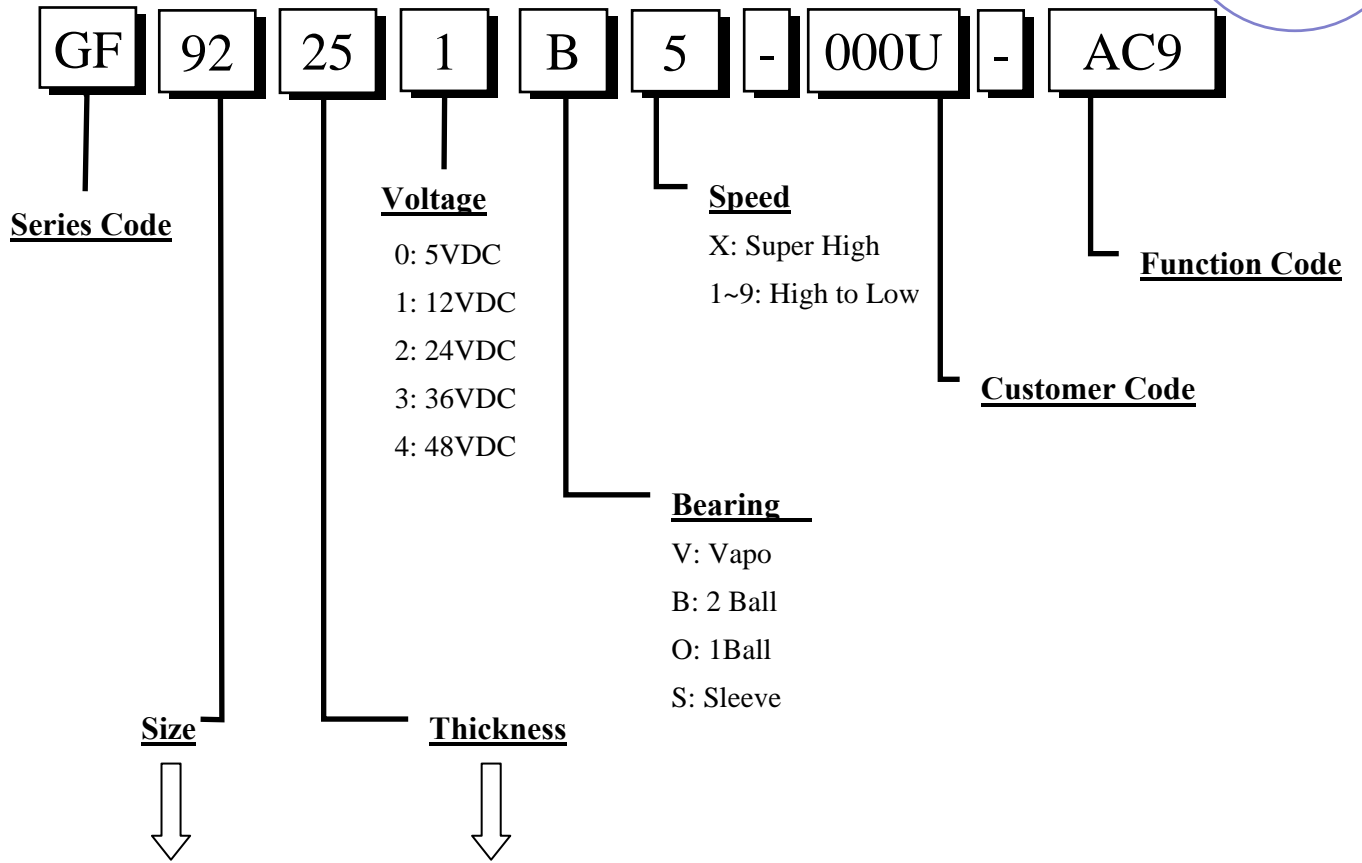 GF 92 25 1 B 5 - 000U - AC9
Series Code
Voltage
0: 5VDC
1: 12VDC
2: 24VDC
3: 36VDC
4: 48VDC
Speed
X: Super High
1~9: High to Low
Function Code
Customer Code
Bearing
V: Vapo
B: 2 Ball
O: 1Ball
S: Sleeve
Size
Thickness